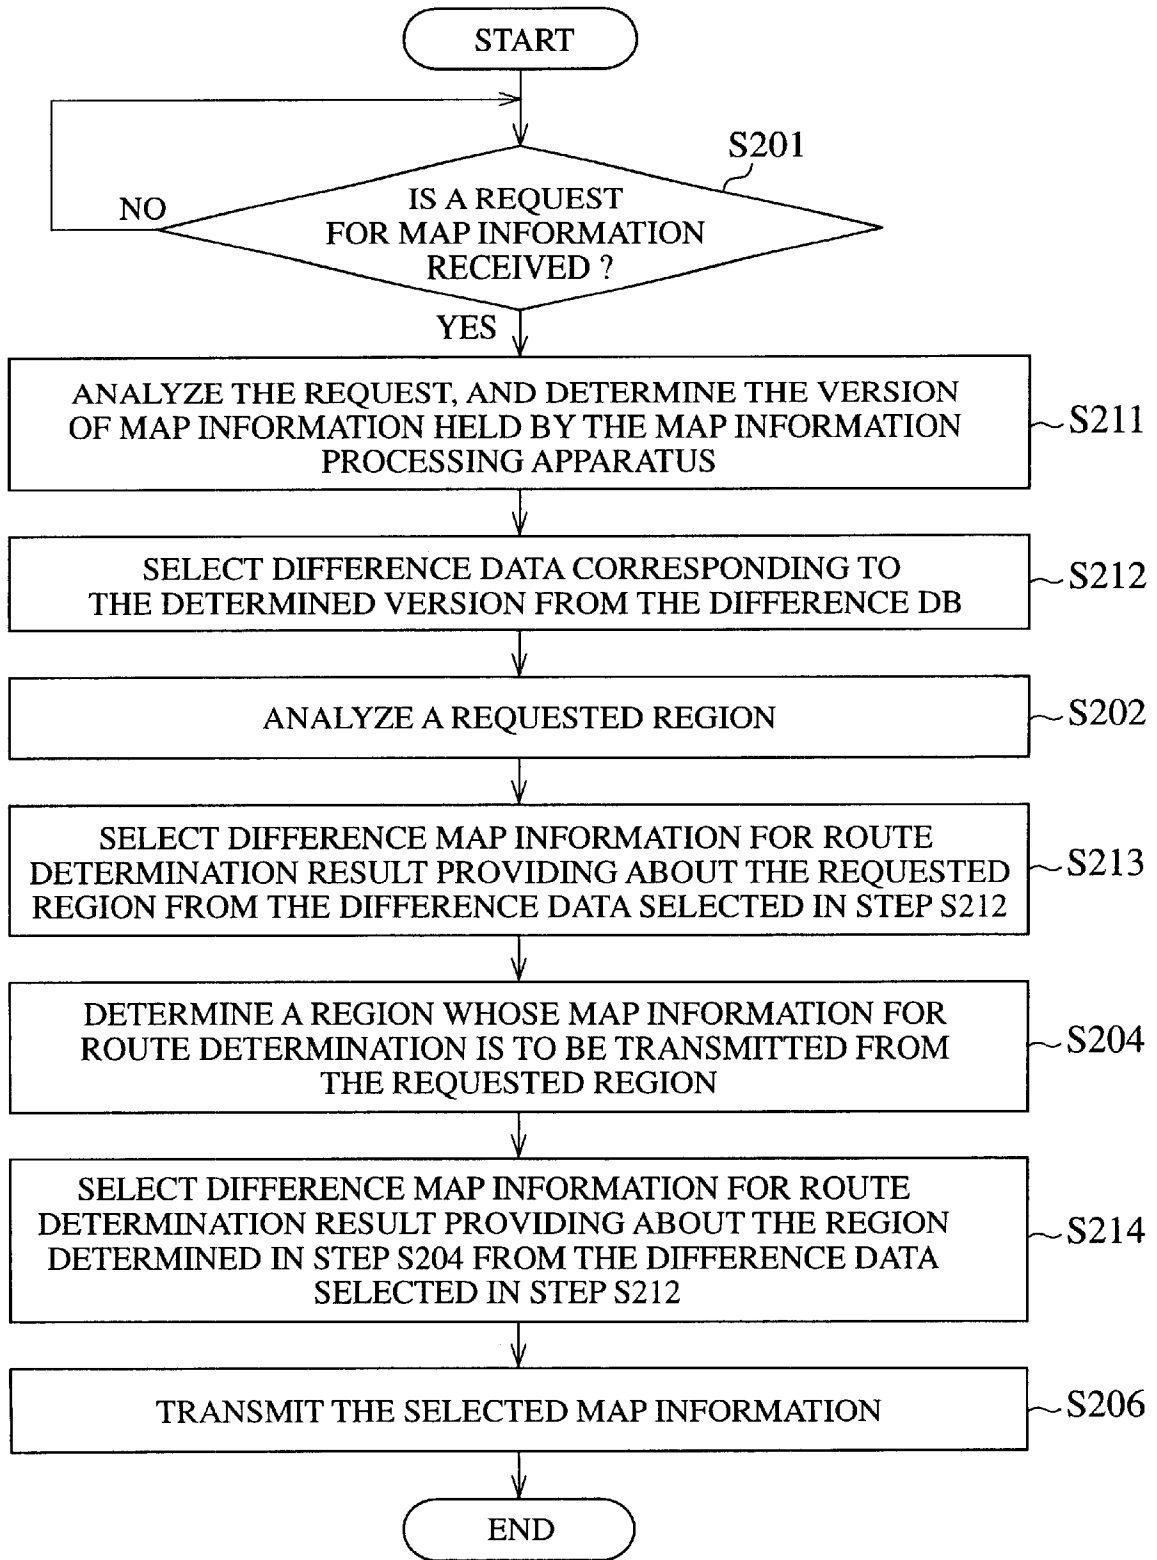 START
S201
IS A REQUEST
FOR MAP INFORMATION
RECEIVED ?
NO
YES
ANALYZE THE REQUEST, AND DETERMINE THE VERSION
OF MAP INFORMATION HELD BY THE MAP INFORMATION
PROCESSING APPARATUS
S211
SELECT DIFFERENCE DATA CORRESPONDING TO
THE DETERMINED VERSION FROM THE DIFFERENCE DB
S212
ANALYZE A REQUESTED REGION
S202
SELECT DIFFERENCE MAP INFORMATION FOR ROUTE
DETERMINATION RESULT PROVIDING ABOUT THE REQUESTED
REGION FROM THE DIFFERENCE DATA SELECTED IN STEP S212
S213
DETERMINE A REGION WHOSE MAP INFORMATION FOR
ROUTE DETERMINATION IS TO BE TRANSMITTED FROM
THE REQUESTED REGION
S204
SELECT DIFFERENCE MAP INFORMATION FOR ROUTE
DETERMINATION RESULT PROVIDING ABOUT THE REGION
DETERMINED IN STEP S204 FROM THE DIFFERENCE DATA
SELECTED IN STEP S212
S214
TRANSMIT THE SELECTED MAP INFORMATION
S206
END